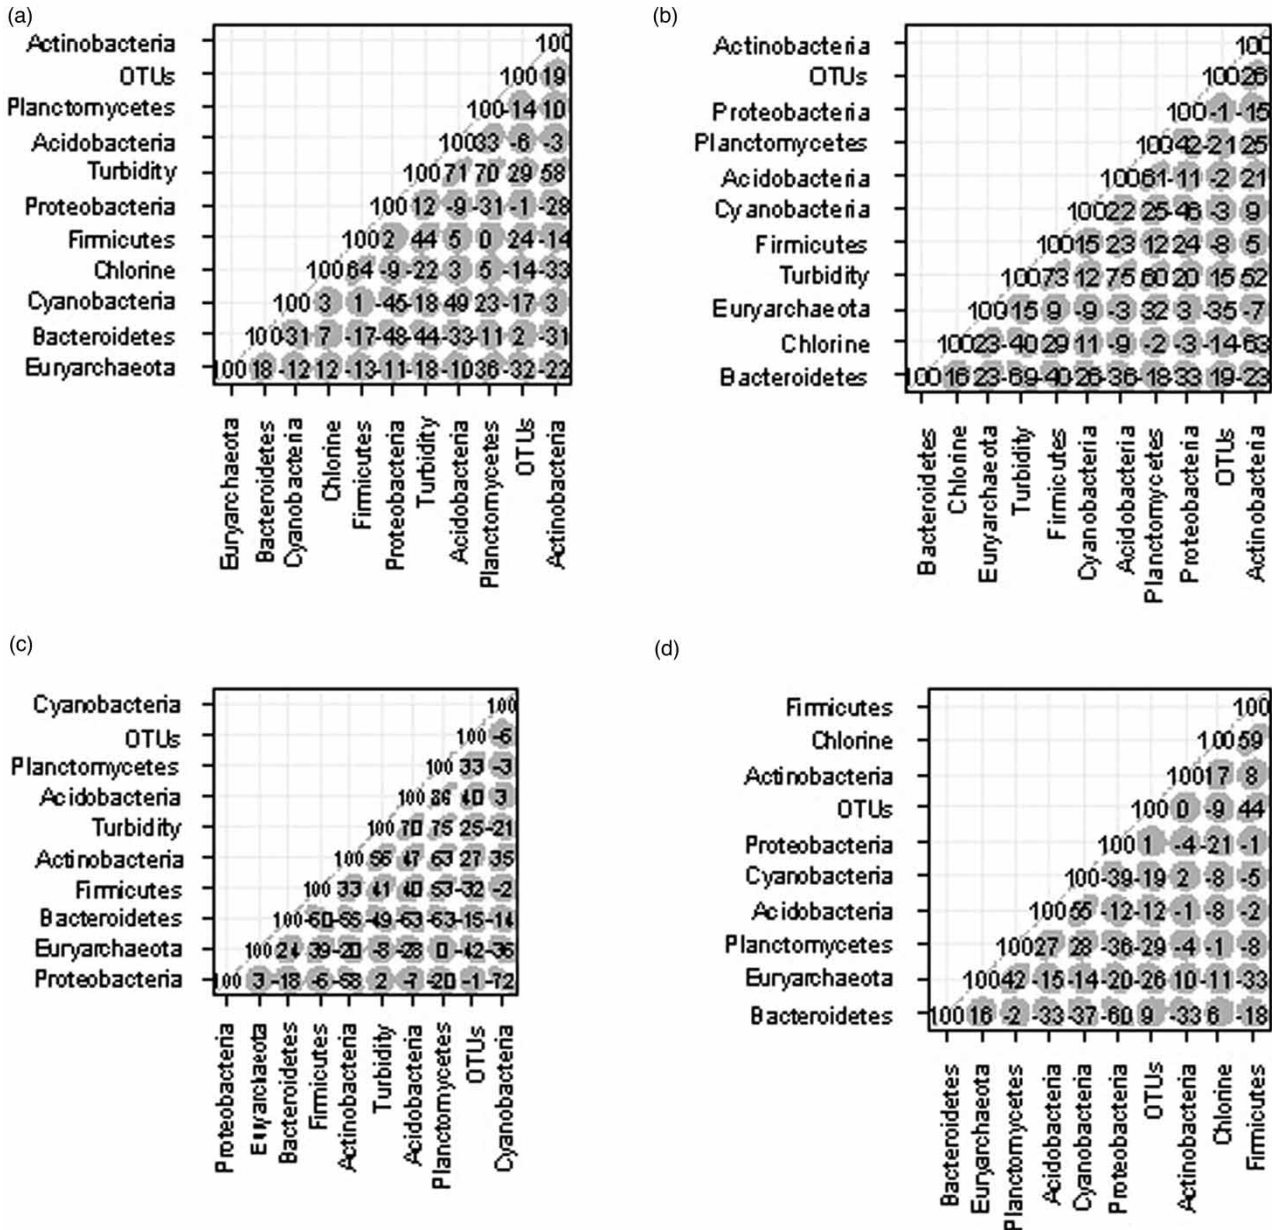 (a)
Actinobacteria 100
OTUs 100 19
Planctomycetes 100 -14 10
Acidobacteria 100 33 -6 -3
Turbidity 100 71 70 29 58
Proteobacteria 100 12 -9 -31 -1 -28
Firmicutes 100 2 44 5 0 24 -14
Chlorine 100 64 -9 -22 3 5 -14 -33
Cyanobacteria 100 3 1 -45 18 49 23 -17 3
Bacteroidetes 100 -31 7 -17 -48 -44 -33 -11 2 -31
Euryarchaeota 100 18 -12 12 -13 -11 -18 -10 36 -32 -22
Euryarchaeota
Bacteroidetes
Cyanobacteria
Chlorine
Firmicutes
Proteobacteria
Turbidity
Acidobacteria
Planctomycetes
OTUs
Actinobacteria
(b)
Actinobacteria 100
OTUs 100 26
Proteobacteria 100 -1 -15
Planctomycetes 100 -42 -21 25
Acidobacteria 100 61 -11 -2 21
Cyanobacteria 100 22 25 -46 -3 9
Firmicutes 100 15 23 12 24 -8 5
Turbidity 100 73 12 75 60 20 15 52
Euryarchaeota 100 -15 9 -9 -3 32 3 -35 -7
Chlorine 100 23 -40 29 11 -9 -2 -3 -14 -63
Bacteroidetes 100 16 23 -69 -40 -26 -36 -18 -33 19 -23
Bacteroidetes
Chlorine
Euryarchaeota
Turbidity
Firmicutes
Cyanobacteria
Acidobacteria
Planctomycetes
Proteobacteria
OTUs
Actinobacteria
(c)
Cyanobacteria 100
OTUs 100 -6
Planctomycetes 100 33 -3
Acidobacteria 100 86 40 3
Turbidity 100 70 75 25 -21
Actinobacteria 100 47 27 35
Firmicutes 100 33 41 40 53 -32 -2
Bacteroidetes 100 -49 -15 -14
Euryarchaeota 100 24 -39 -20 -28 0 -42
Proteobacteria 100 3 -18 2 -20 -1 -72
Proteobacteria
Euryarchaeota
Bacteroidetes
Firmicutes
Actinobacteria
Turbidity
Acidobacteria
Planctomycetes
OTUs
Cyanobacteria
(d)
Firmicutes 100
Chlorine 100 59
Actinobacteria 100 17 8
OTUs 100 0 -9 44
Proteobacteria 100 1 -4 -21 -1
Cyanobacteria 100 -39 -19 2 -8 -5
Acidobacteria 100 55 -12 -12 -1 -8 -2
Planctomycetes 100 27 28 -36 -29 -4 1 -8
Euryarchaeota 100 42 -15 -14 -20 -26 10 -11 -33
Bacteroidetes 100 16 -2 -33 -37 -60 9 -33 6 -18
Bacteroidetes
Euryarchaeota
Planctomycetes
Acidobacteria
Cyanobacteria
Proteobacteria
OTUs
Actinobacteria
Chlorine
Firmicutes